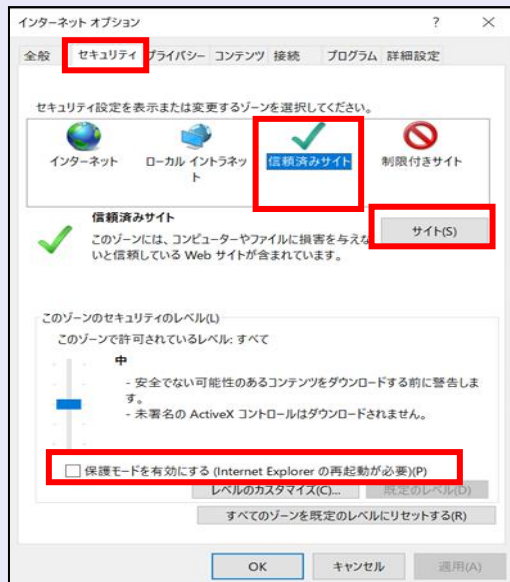 インターネット オプション
全般 セキュリティ プライバシー コンテンツ 接続 プログラム 詳細設定
セキュリティ設定を表示または変更するゾーンを選択してください。
インターネット ローカル イントラネッ 信頼済みサイト 制限付きサイト
ト
信頼済みサイト
サイト(S)
このゾーンには、コンピューターやファイルに損害を与えな
いと信頼している Web サイトが含まれています。
このゾーンのセキュリティのレベル(L)
このゾーンで許可されているレベル: すべて
中
- 安全でない可能性のあるコンテンツをダウンロードする前に警告しま
す。
- 未署名の ActiveX コントロールはダウンロードされません。
保護モードを有効にする (Internet Explorer の再起動が必要)(P)
レベルのカスタマイズ(C)... 既定のレベル(D)
すべてのゾーンを既定のレベルにリセットする(R)
OK キャンセル 適用(A)